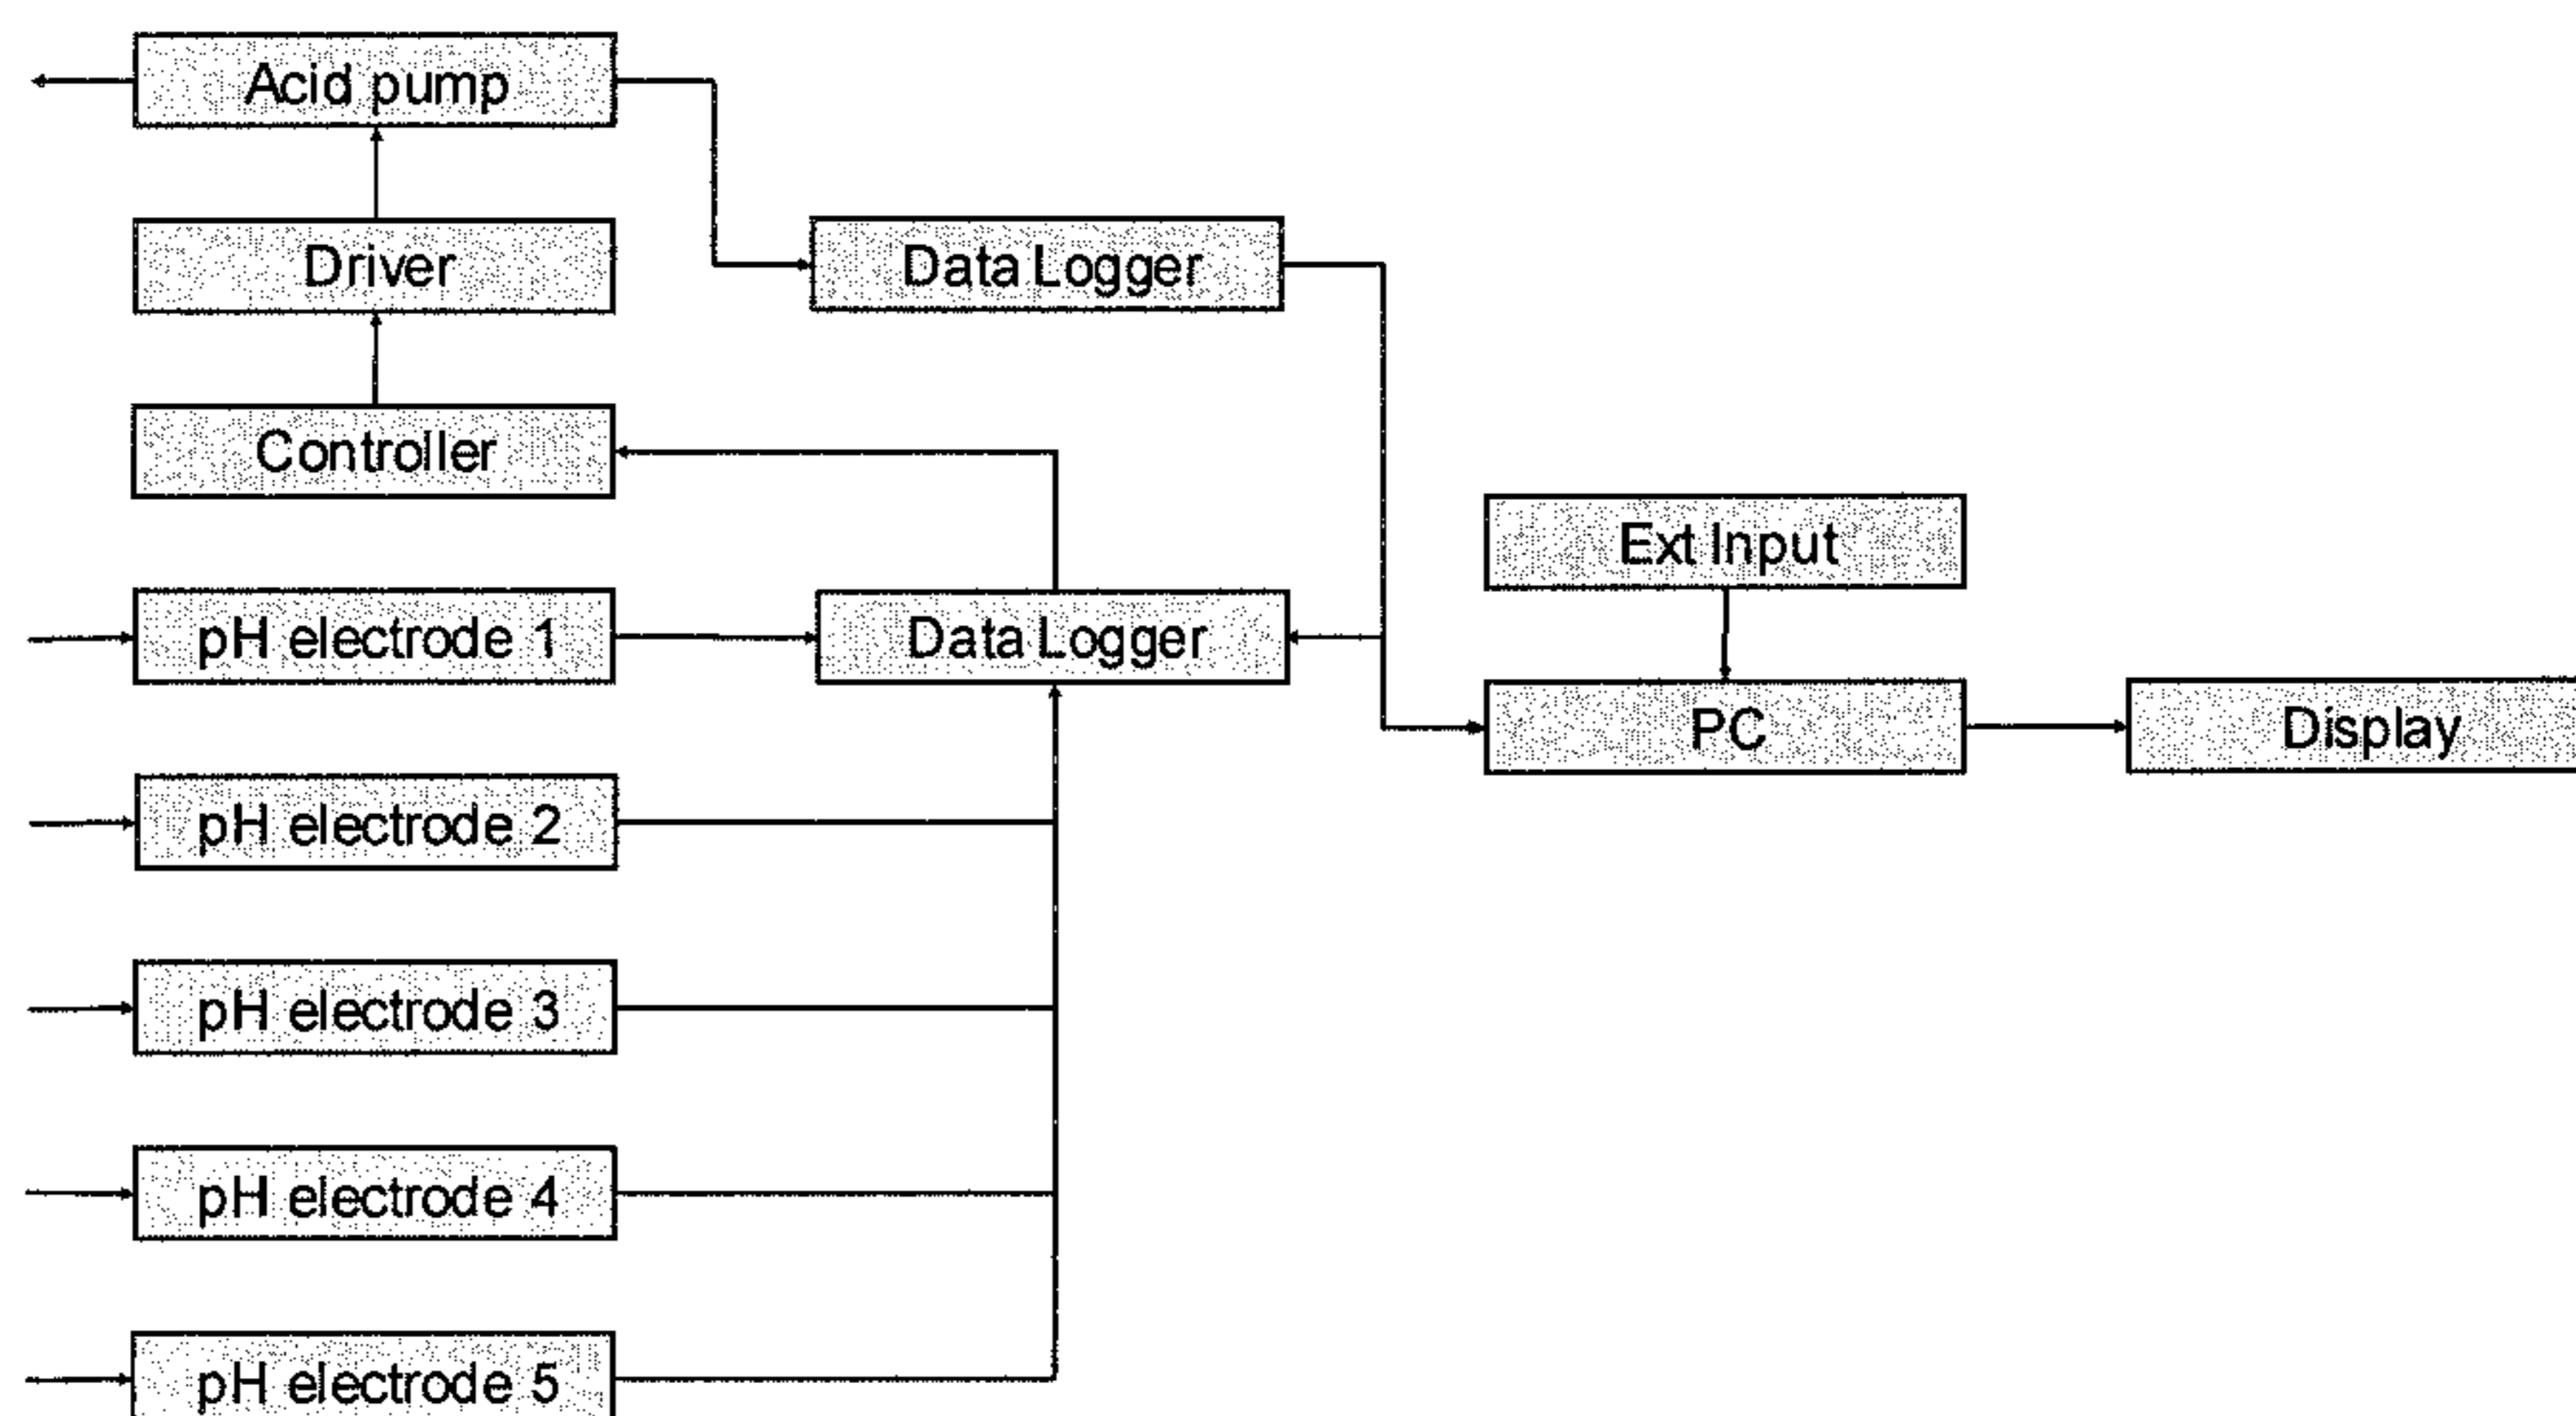 Acid pump
Driver
Data Logger
Controller
Ext Input
pH electrode 1
Data Logger
PC
Display
pH electrode 2
pH electrode 3
pH electrode 4
pH electrode 5